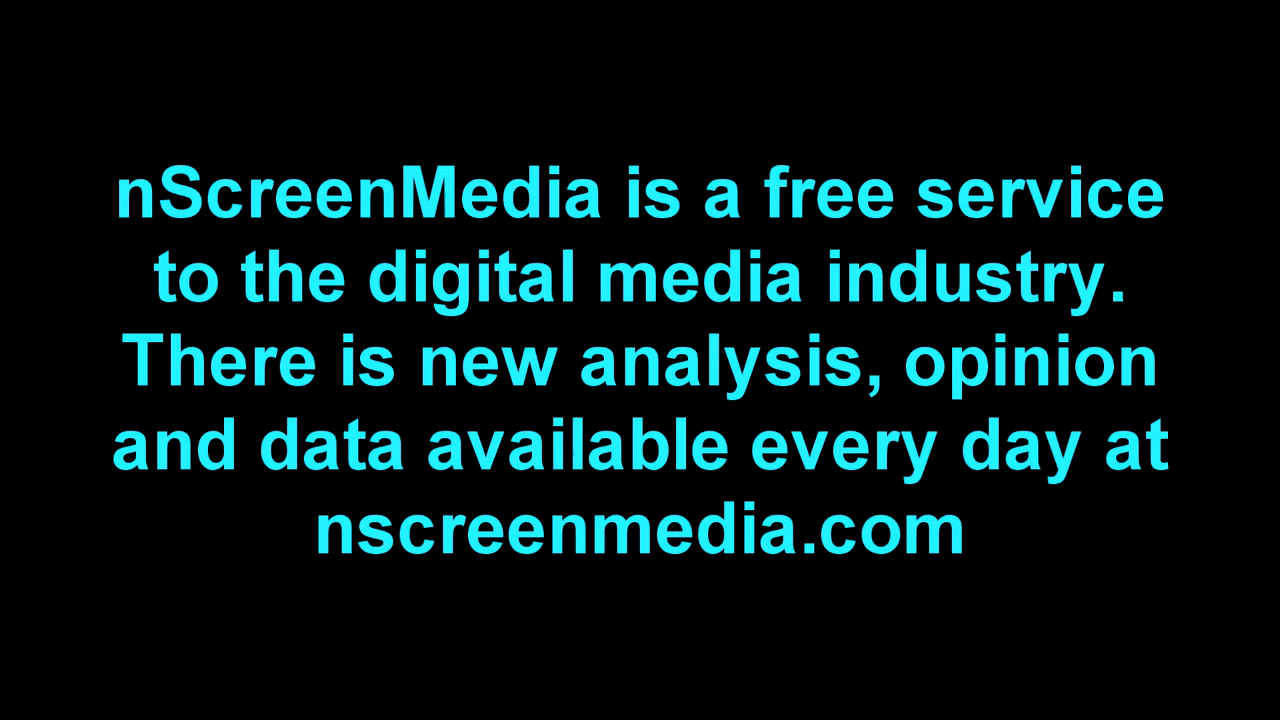 nScreenMedia is a free service
to the digital media industry.
There is new analysis, opinion
and data available every day at
nscreenmedia.com